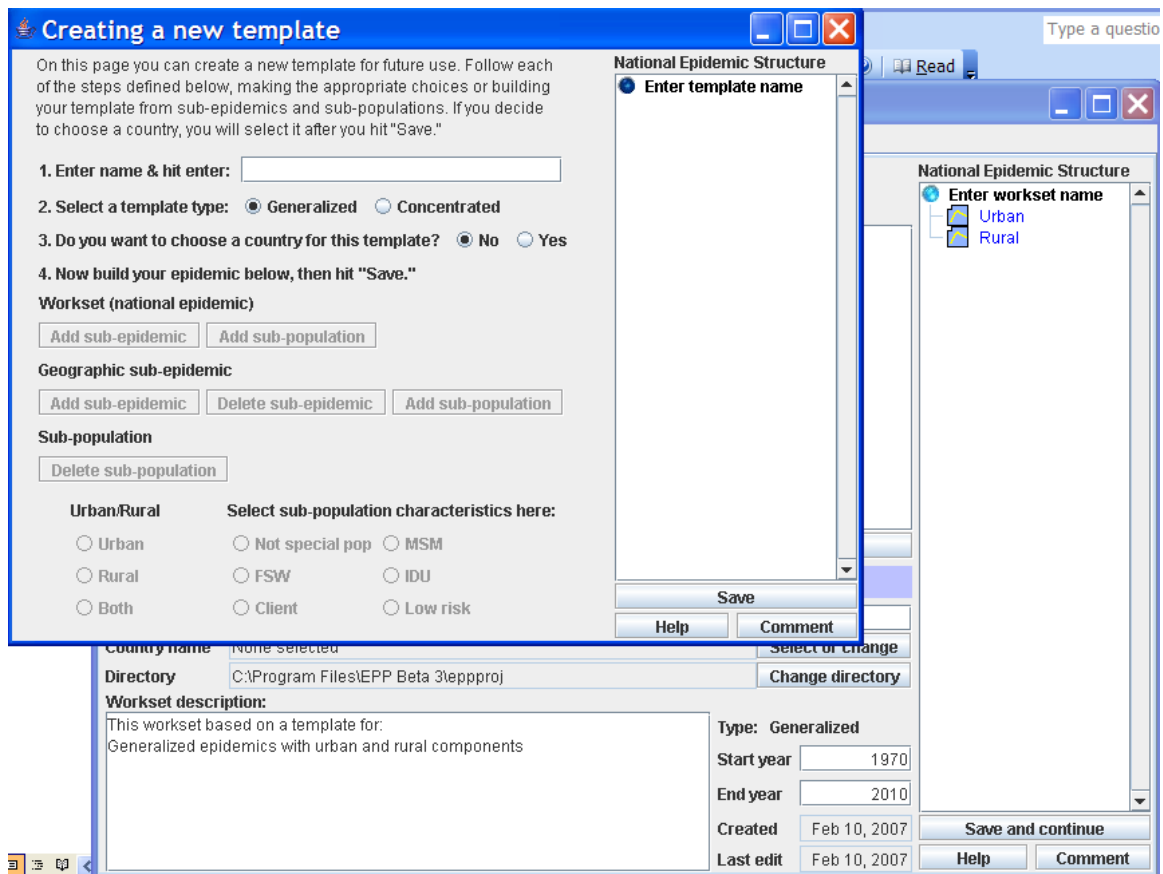 Creating a new template
On this page you can create a new template for future use. Follow each
of the steps defined below, making the appropriate choices or building
your template from sub-epidemics and sub-populations. If you decide
to choose a country, you will select it after you hit "Save."
1. Enter name & hit enter:
2. Select a template type: Generalized Concentrated
3. Do you want to choose a country for this template? No Yes
4. Now build your epidemic below, then hit "Save."
Workset (national epidemic)
Add sub-epidemic Add sub-population
Geographic sub-epidemic
Add sub-epidemic Delete sub-epidemic Add sub-population
Sub-population
Delete sub-population
Urban/Rural Select sub-population characteristics here:
Urban Not special pop MSM
Rural FSW IDU
Both Client Low risk
National Epidemic Structure
Enter template name
Save
Help Comment
Type a questio
Read
National Epidemic Structure
Enter workset name
Urban
Rural
Country name None selected Select or change
Directory C:\Program Files\EPP Beta 3\eppproj Change directory
Workset description:
This workset based on a template for:
Generalized epidemics with urban and rural components
Type: Generalized
Start year 1970
End year 2010
Created Feb 10, 2007
Last edit Feb 10, 2007
Save and continue
Help Comment